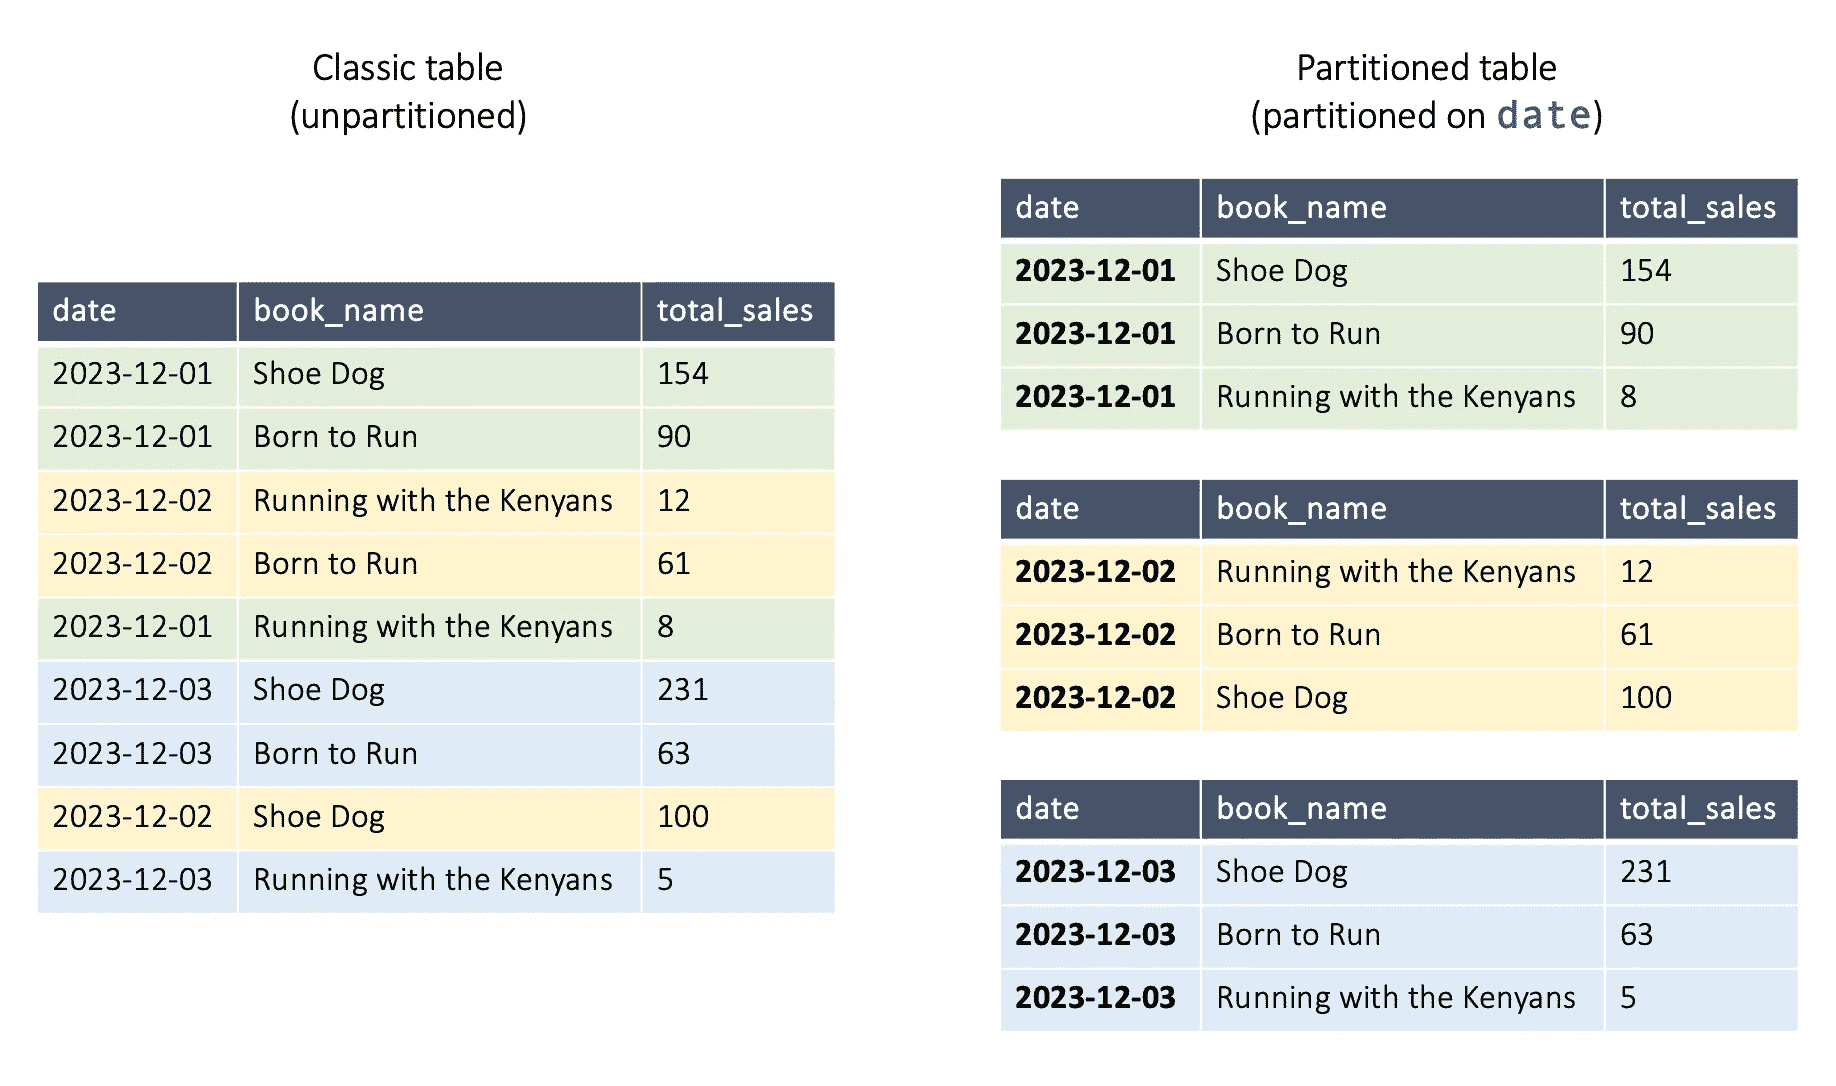 Classic table
(unpartitioned)
date book_name total_sales
2023-12-01 Shoe Dog 154
2023-12-01 Born to Run 90
2023-12-02 Running with the Kenyans 12
2023-12-02 Born to Run 61
2023-12-01 Running with the Kenyans 8
2023-12-03 Shoe Dog 231
2023-12-03 Born to Run 63
2023-12-02 Shoe Dog 100
2023-12-03 Running with the Kenyans 5
Partitioned table
(partitioned on date)
date book_name total_sales
2023-12-01 Shoe Dog 154
2023-12-01 Born to Run 90
2023-12-01 Running with the Kenyans 8
date book_name total_sales
2023-12-02 Running with the Kenyans 12
2023-12-02 Born to Run 61
2023-12-02 Shoe Dog 100
date book_name total_sales
2023-12-03 Shoe Dog 231
2023-12-03 Born to Run 63
2023-12-03 Running with the Kenyans 5